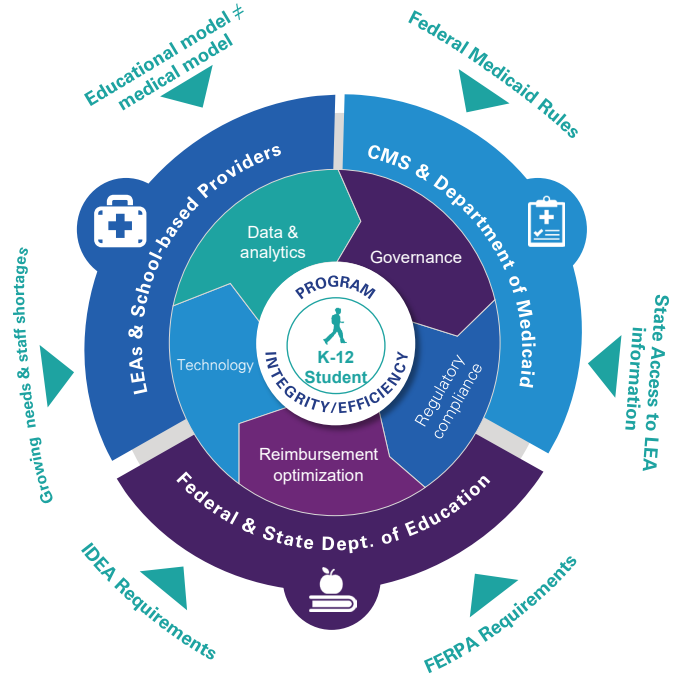 Educational model ≠
medical model
Federal Medicaid Rules
LEAs & School-based Providers
CMS & Department of Medicaid
Data &
analytics
Governance
PROGRAM
K-12
Student
INTEGRITY/EFFICIENCY
Technology
Regulatory
compliance
Reimbursement
optimization
Federal & State Dept. of Education
Growing needs & staff shortages
State Access to LEA
information
IDEA Requirements
FERPA Requirements